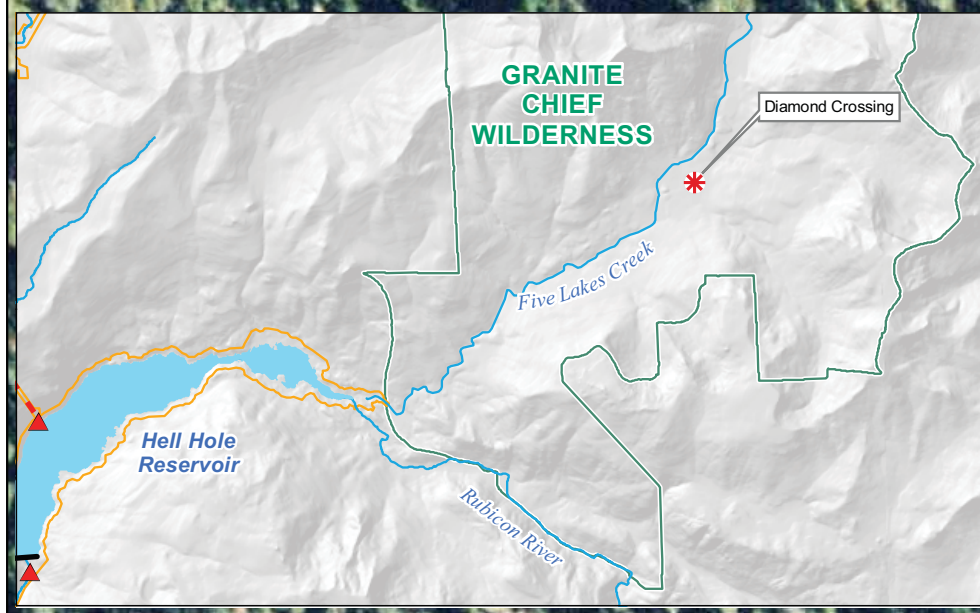 GRANITE
CHIEF
WILDERNESS
Diamond Crossing
Five Lakes Creek
Hell Hole
Reservoir
Rubicon River